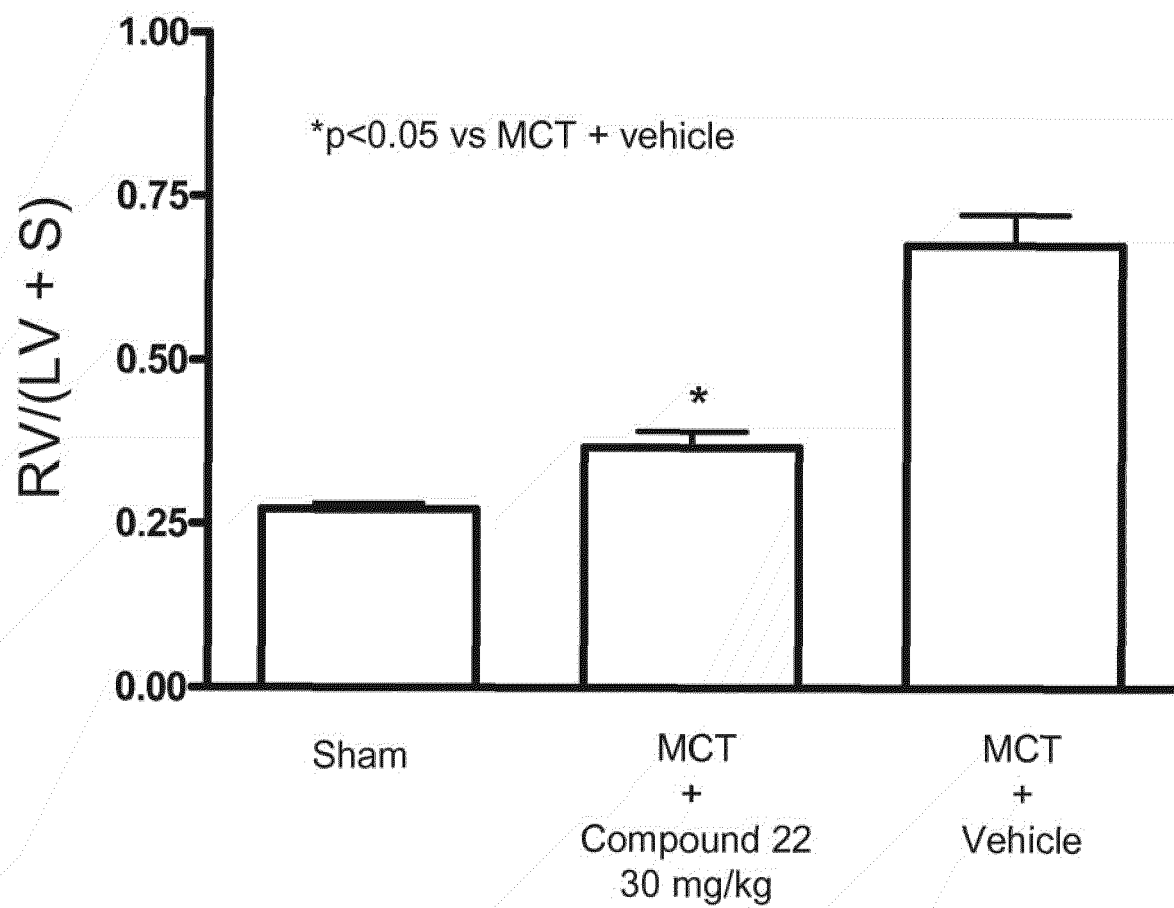 1.00
*p<0.05 vs MCT + vehicle
0.75
RV/(LV + S)
0.50
*
0.25
0.00
Sham
MCT
+
Compound 22
30 mg/kg
MCT
+
Vehicle